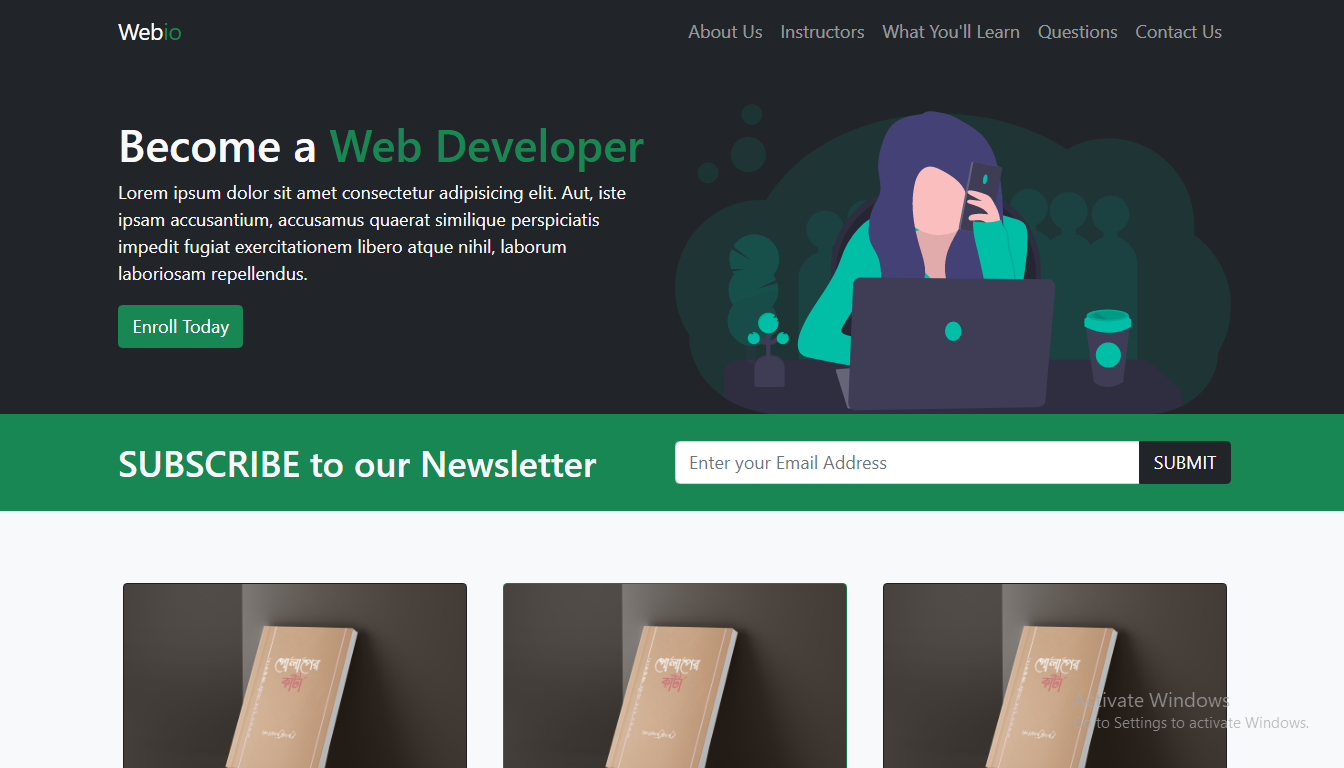 Webio
About Us Instructors What You'll Learn Questions Contact Us
Become a Web Developer
Lorem ipsum dolor sit amet consectetur adipisicing elit. Aut, iste
ipsam accusantium, accusamus quaerat similique perspiciatis
impedit fugiat exercitationem libero atque nihil, laborum
laboriosam repellendus.
Enroll Today
SUBSCRIBE to our Newsletter
Enter your Email Address
SUBMIT
গোলাপের
কাঁটা
গোলাপের
কাঁটা
গোলাপের
কাঁটা
Activate Windows
Go to Settings to activate Windows.